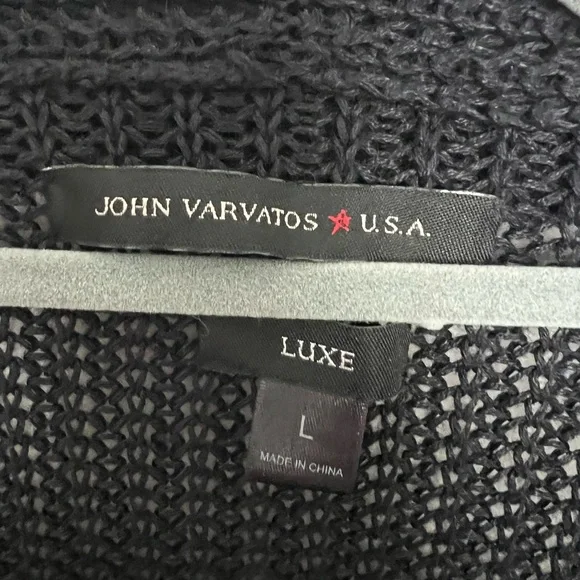 JOHN VARVATOS ★ U.S.A.
LUXE
L
MADE IN CHINA